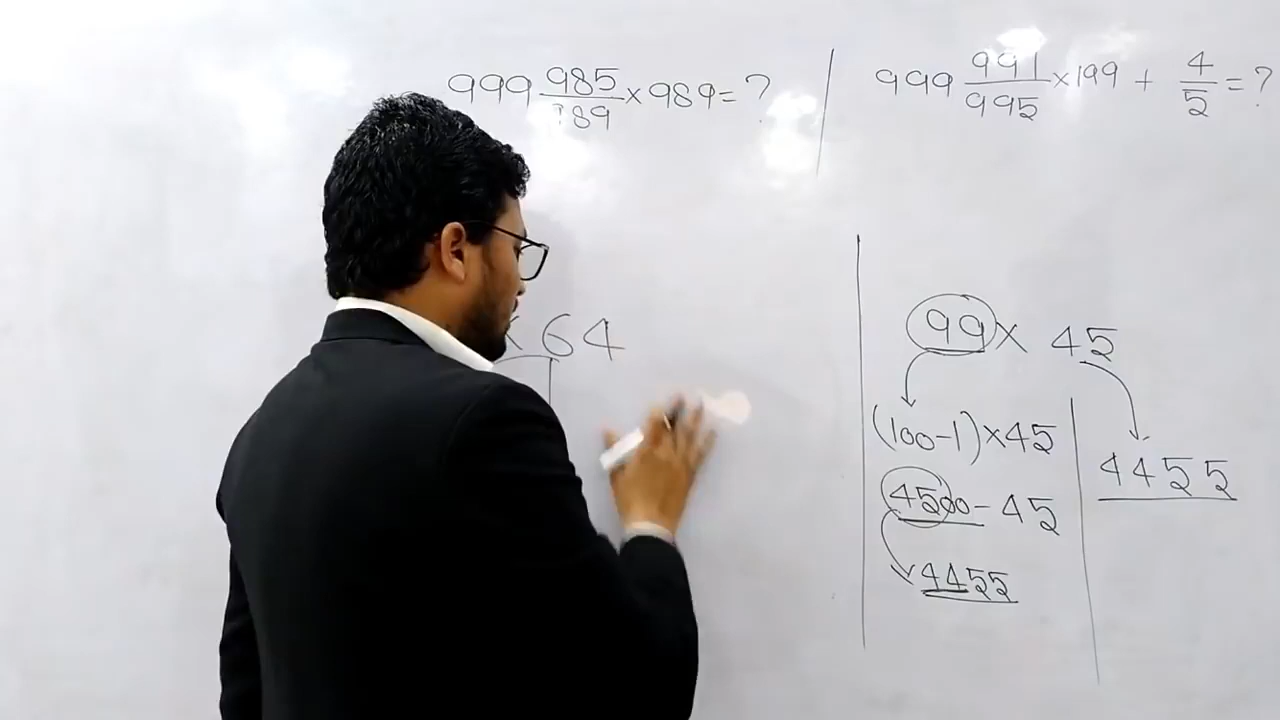 999 985/989 × 989 = ?
999 991/995 × 199 + 4/5 = ?
× 64
99 × 45
(100-1) × 45
4500 - 45
4455
4455